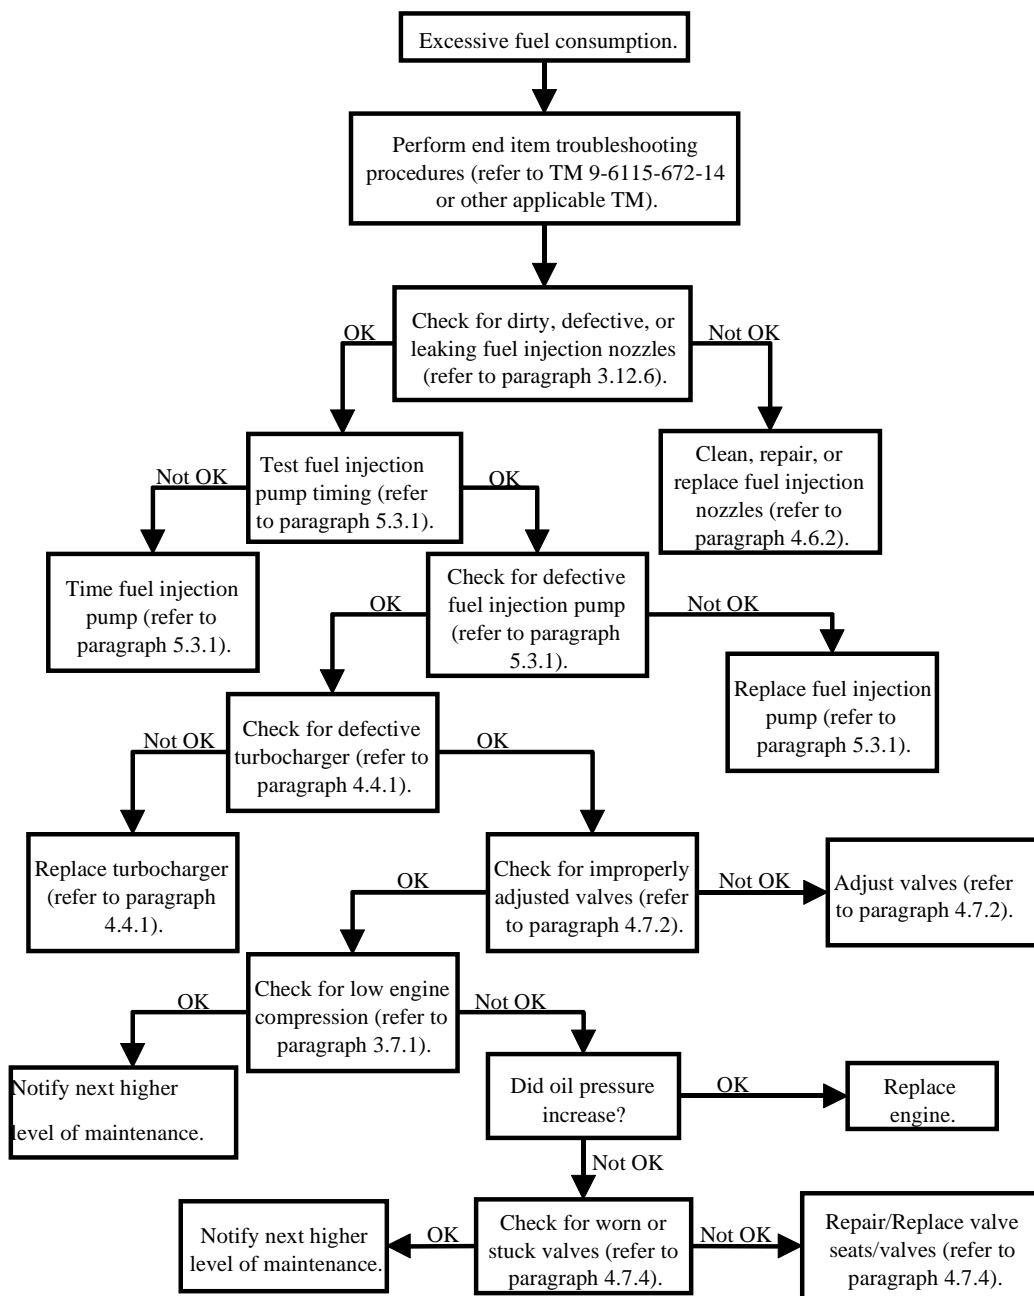 Excessive fuel consumption.
Perform end item troubleshooting
procedures (refer to TM 9-6115-672-14
or other applicable TM).
OK
Check for dirty, defective, or
leaking fuel injection nozzles
(refer to paragraph 3.12.6).
Not OK
Clean, repair, or
replace fuel injection
nozzles (refer to
paragraph 4.6.2).
Not OK
Test fuel injection
pump timing (refer
to paragraph 5.3.1).
OK
Time fuel injection
pump (refer to
paragraph 5.3.1).
OK
Check for defective
fuel injection pump
(refer to paragraph
5.3.1).
Not OK
Replace fuel injection
pump (refer to
paragraph 5.3.1).
Not OK
Check for defective
turbocharger (refer to
paragraph 4.4.1).
OK
Replace turbocharger
(refer to paragraph
4.4.1).
OK
Check for improperly
adjusted valves (refer
to paragraph 4.7.2).
Not OK
Adjust valves (refer
to paragraph 4.7.2).
OK
Check for low engine
compression (refer to
paragraph 3.7.1).
Not OK
Notify next higher
level of maintenance.
Did oil pressure
increase?
OK
Replace
engine.
Not OK
Notify next higher
level of maintenance.
OK
Check for worn or
stuck valves (refer to
paragraph 4.7.4).
Not OK
Repair/Replace valve
seats/valves (refer to
paragraph 4.7.4).